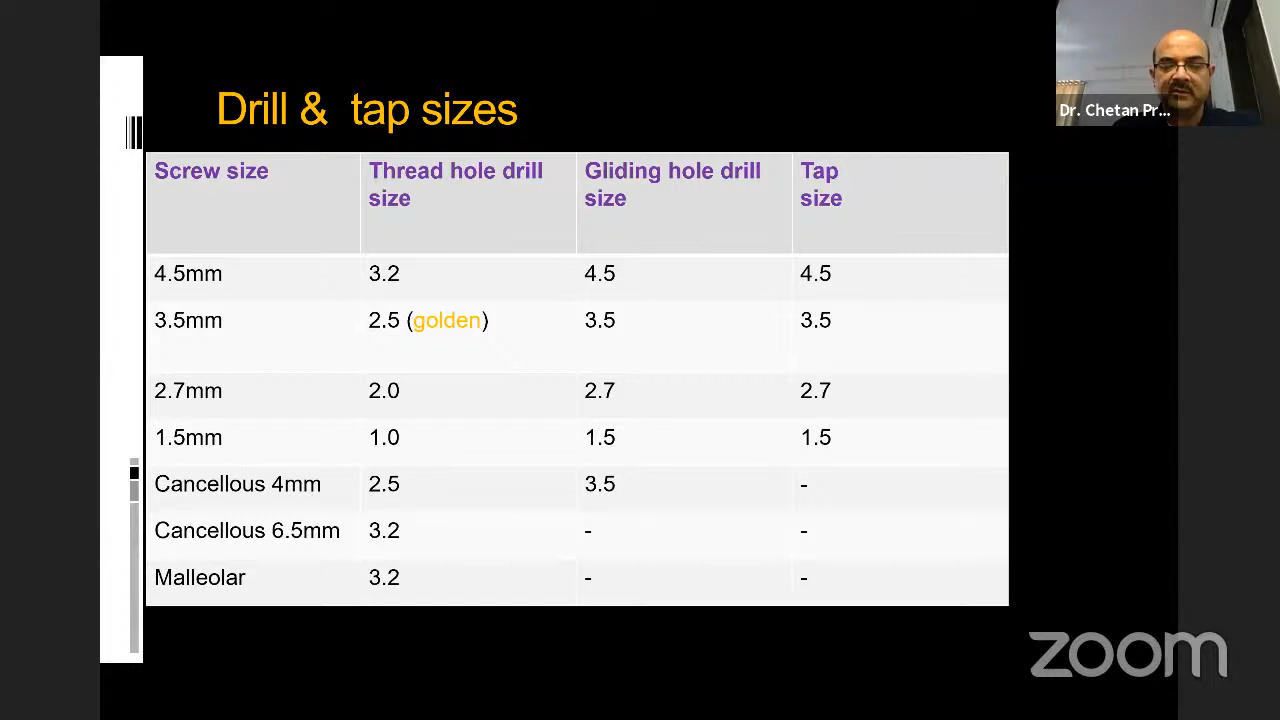 Drill & tap sizes
Dr. Chetan Pr...
Screw size
Thread hole drill
size
Gliding hole drill
size
Tap
size
4.5mm 3.2 4.5 4.5
3.5mm 2.5 (golden) 3.5 3.5
2.7mm 2.0 2.7 2.7
1.5mm 1.0 1.5 1.5
Cancellous 4mm 2.5 3.5 -
Cancellous 6.5mm 3.2 - -
Malleolar 3.2 - -
zoom